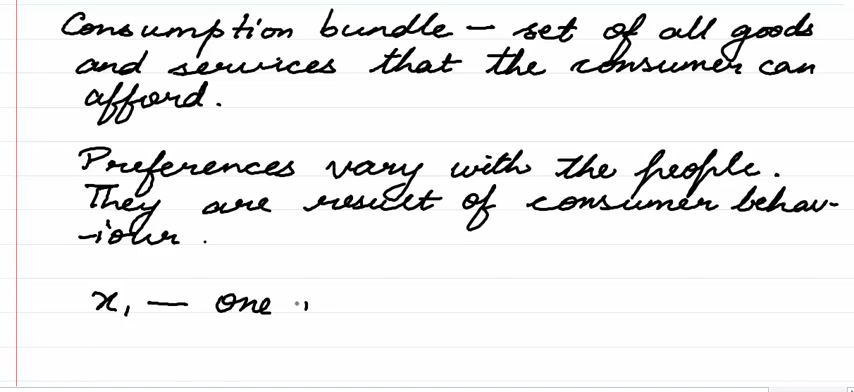 Consumption bundle – set of all goods
and services that the consumer can
afford.
Preferences vary with the people.
They are result of consumer behav-
-iour.
x₁ — one